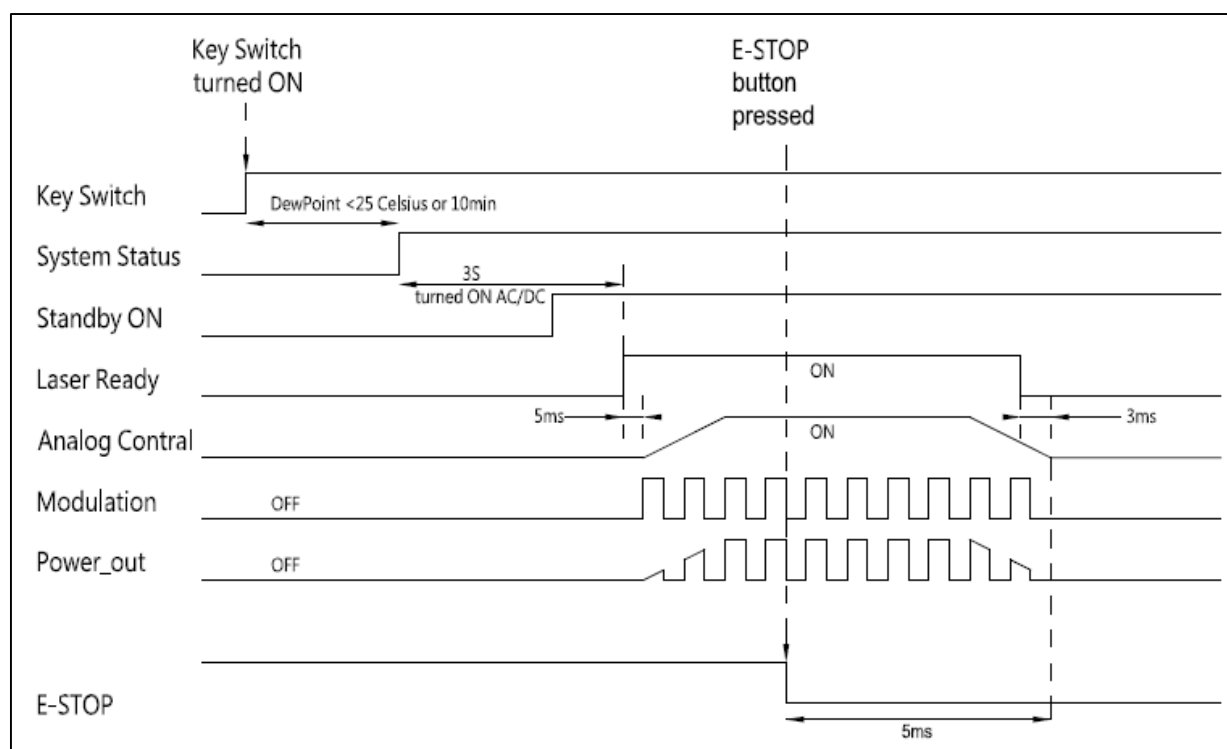 Key Switch
turned ON
E-STOP
button
pressed
Key Switch
DewPoint <25 Celsius or 10min
System Status
3S
turned ON AC/DC
Standby ON
Laser Ready
ON
5ms
3ms
Analog Contral
ON
Modulation
OFF
Power_out
OFF
E-STOP
5ms